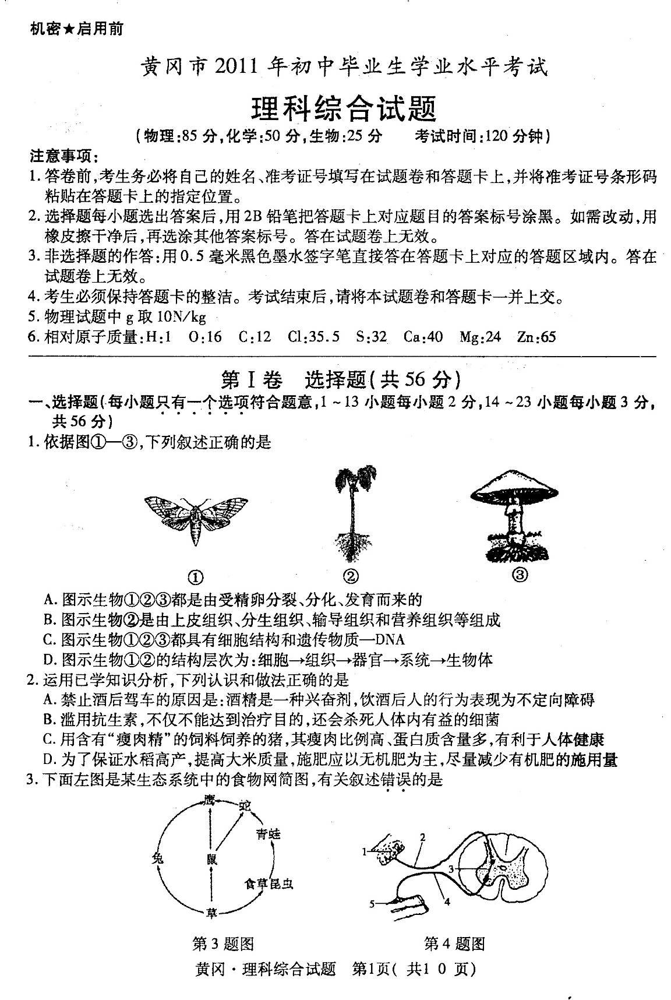 机密★启用前
黄冈市2011年初中毕业生学业水平考试
理科综合试题
(物理:85分,化学:50分,生物:25分　　考试时间:120分钟)
注意事项:
1.答卷前,考生务必将自己的姓名、准考证号填写在试题卷和答题卡上,并将准考证号条形码
粘贴在答题卡上的指定位置。
2.选择题每小题选出答案后,用2B铅笔把答题卡上对应题目的答案标号涂黑。如需改动,用
橡皮擦干净后,再选涂其他答案标号。答在试题卷上无效。
3.非选择题的作答:用0.5毫米黑色墨水签字笔直接答在答题卡上对应的答题区域内。答在
试题卷上无效。
4.考生必须保持答题卡的整洁。考试结束后,请将本试题卷和答题卡一并上交。
5.物理试题中g取10N/kg
6.相对原子质量:H:1　O:16　C:12　Cl:35.5　S:32　Ca:40　Mg:24　Zn:65
第Ⅰ卷　选择题(共56分)
一、选择题(每小题只有一个选项符合题意,1~13小题每小题2分,14~23小题每小题3分,
共56分)
1.依据图①—③,下列叙述正确的是
①　②　③
A.图示生物①②③都是由受精卵分裂、分化、发育而来的
B.图示生物②是由上皮组织、分生组织、输导组织和营养组织等组成
C.图示生物①②③都具有细胞结构和遗传物质—DNA
D.图示生物①②的结构层次为:细胞→组织→器官→系统→生物体
2.运用已学知识分析,下列认识和做法正确的是
A.禁止酒后驾车的原因是:酒精是一种兴奋剂,饮酒后人的行为表现为不定向障碍
B.滥用抗生素,不仅不能达到治疗目的,还会杀死人体内有益的细菌
C.用含有“瘦肉精”的饲料饲养的猪,其瘦肉比例高、蛋白质含量多,有利于人体健康
D.为了保证水稻高产,提高大米质量,施肥应以无机肥为主,尽量减少有机肥的施用量
3.下面左图是某生态系统中的食物网简图,有关叙述错误的是
鹰
蛇
青蛙
兔
鼠
食草昆虫
草
1
2
3
4
5
第3题图
第4题图
黄冈·理科综合试题　第1页(共10页)